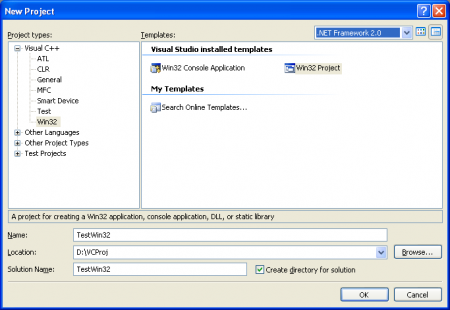 New Project
Project types:
Templates:
.NET Framework 2.0
Visual C++
ATL
CLR
General
MFC
Smart Device
Test
Win32
Other Languages
Other Project Types
Test Projects
Visual Studio installed templates
Win32 Console Application
Win32 Project
My Templates
Search Online Templates...
A project for creating a Win32 application, console application, DLL, or static library
Name:
TestWin32
Location:
D:\VCProj
Browse...
Solution Name:
TestWin32
Create directory for solution
OK
Cancel